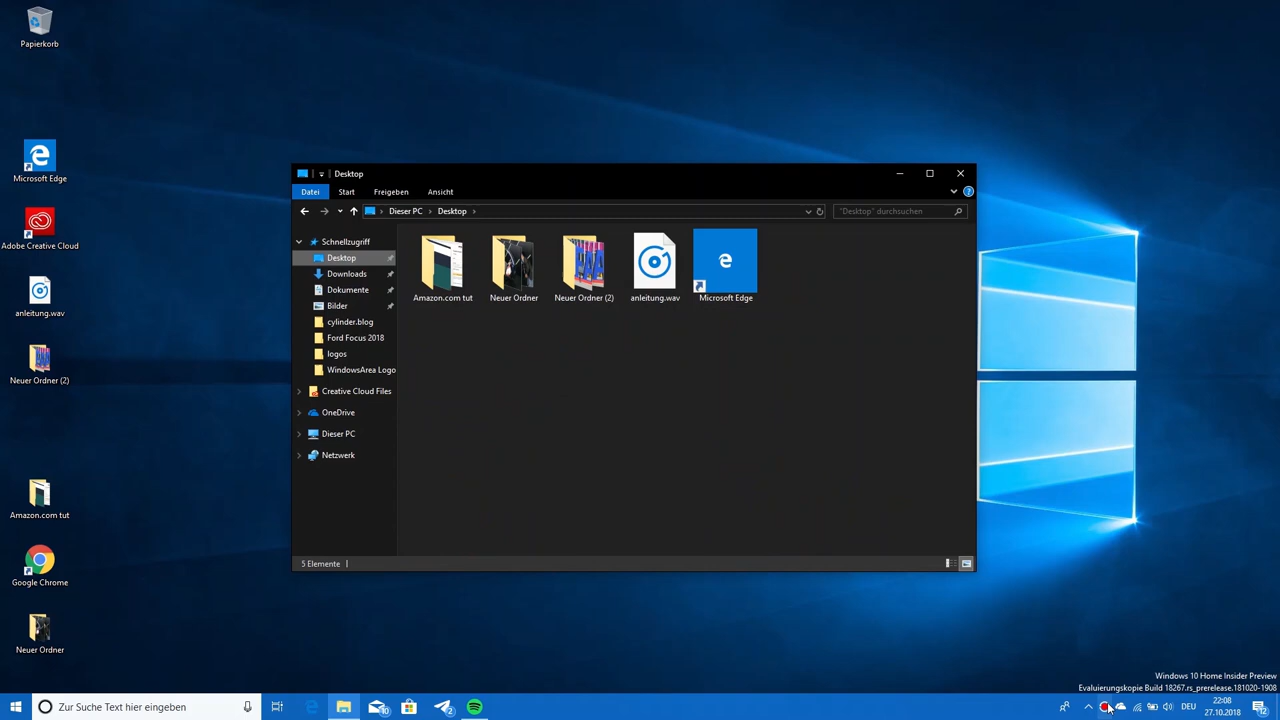 Papierkorb
Microsoft Edge
Adobe Creative Cloud
anleitung.wav
Neuer Ordner (2)
Amazon.com tut
Google Chrome
Neuer Ordner
Desktop
Datei Start Freigeben Ansicht
Dieser PC Desktop
"Desktop" durchsuchen
Schnellzugriff
Desktop
Downloads
Dokumente
Bilder
cylinder.blog
Ford Focus 2018
logos
WindowsArea Logo
Creative Cloud Files
OneDrive
Dieser PC
Netzwerk
Amazon.com tut Neuer Ordner Neuer Ordner (2) anleitung.wav Microsoft Edge
5 Elemente
Windows 10 Home Insider Preview
Evaluierungskopie Build 18267.rs_prerelease.181020-1908
Zur Suche Text hier eingeben
10
2
DEU
22:08
27.10.2018
12